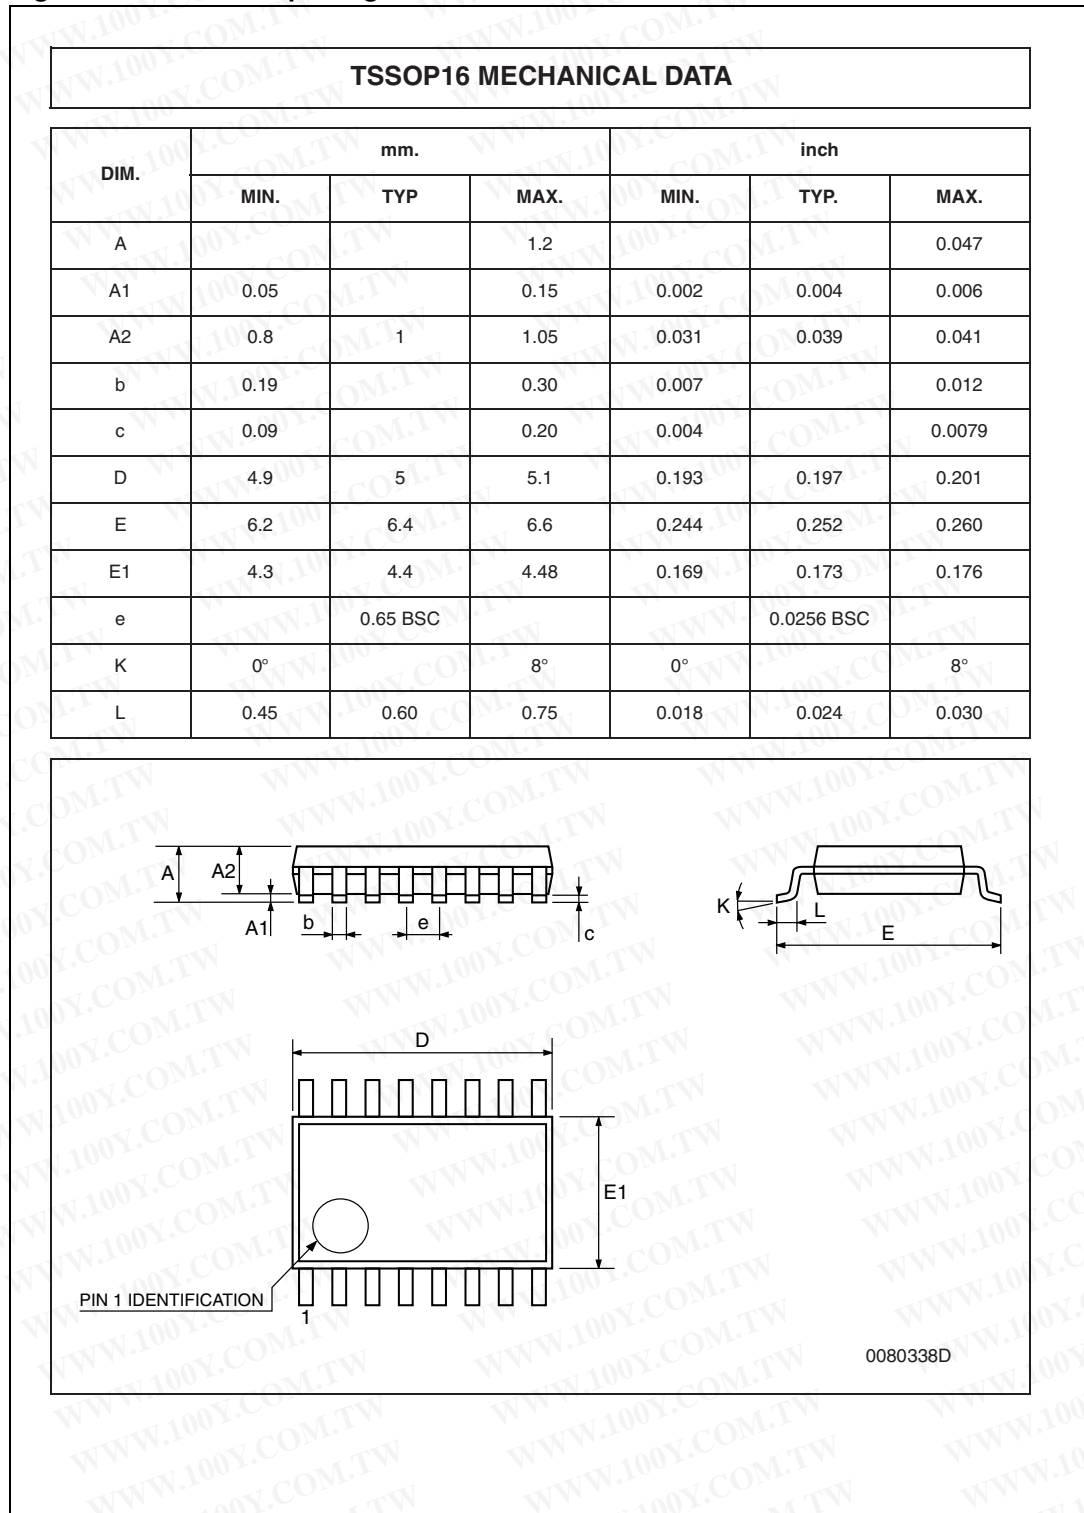 TSSOP16 MECHANICAL DATA
DIM. mm. inch
MIN. TYP MAX. MIN. TYP. MAX.
A 1.2 0.047
A1 0.05 0.15 0.002 0.004 0.006
A2 0.8 1 1.05 0.031 0.039 0.041
b 0.19 0.30 0.007 0.012
c 0.09 0.20 0.004 0.0079
D 4.9 5 5.1 0.193 0.197 0.201
E 6.2 6.4 6.6 0.244 0.252 0.260
E1 4.3 4.4 4.48 0.169 0.173 0.176
e 0.65 BSC 0.0256 BSC
K 0° 8° 0° 8°
L 0.45 0.60 0.75 0.018 0.024 0.030
A A2
A1 b e c
K L E
D
E1
PIN 1 IDENTIFICATION
1
0080338D
WWW.100Y.COM.TW